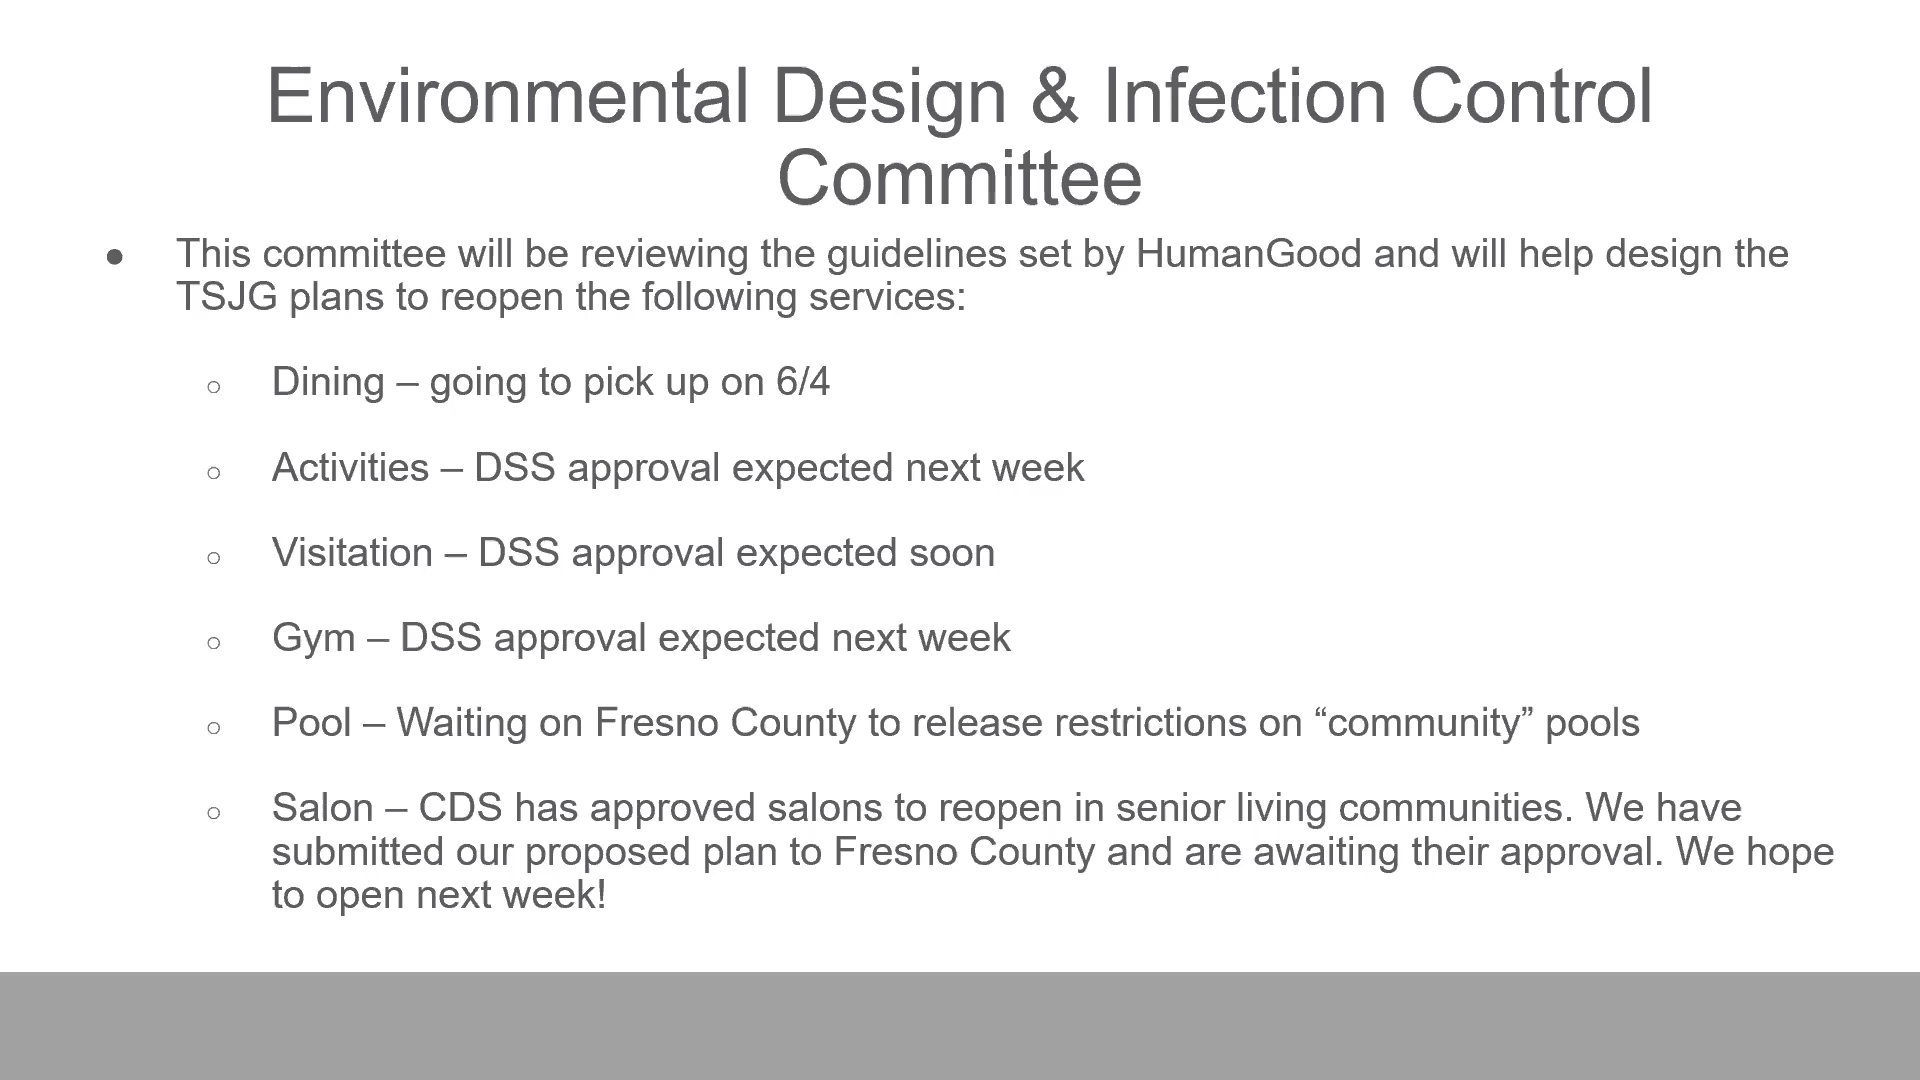 Environmental Design & Infection Control
Committee
● This committee will be reviewing the guidelines set by HumanGood and will help design the
TSJG plans to reopen the following services:
○ Dining – going to pick up on 6/4
○ Activities – DSS approval expected next week
○ Visitation – DSS approval expected soon
○ Gym – DSS approval expected next week
○ Pool – Waiting on Fresno County to release restrictions on “community” pools
○ Salon – CDS has approved salons to reopen in senior living communities. We have
submitted our proposed plan to Fresno County and are awaiting their approval. We hope
to open next week!